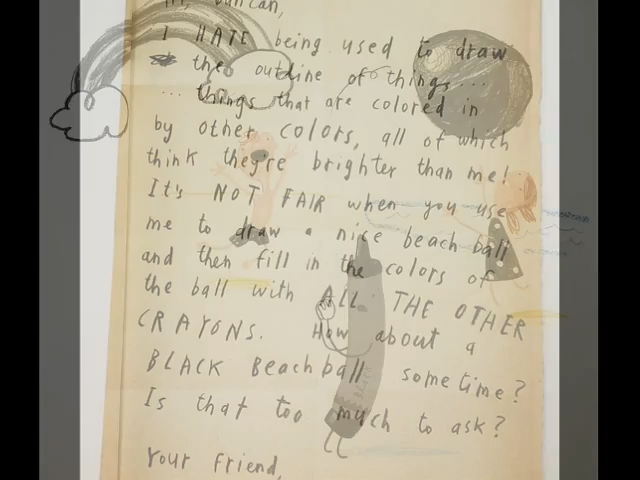 Hi, Duncan,
I HATE being used to draw
the outline of things...
... things that are colored in
by other colors, all of which
think they're brighter than me!
It's NOT FAIR when you use
me to draw a nice beach ball
and then fill in the colors of
the ball with ALL THE OTHER
CRAYONS. How about a
BLACK Beach ball sometime?
Is that too much to ask?
Your friend,